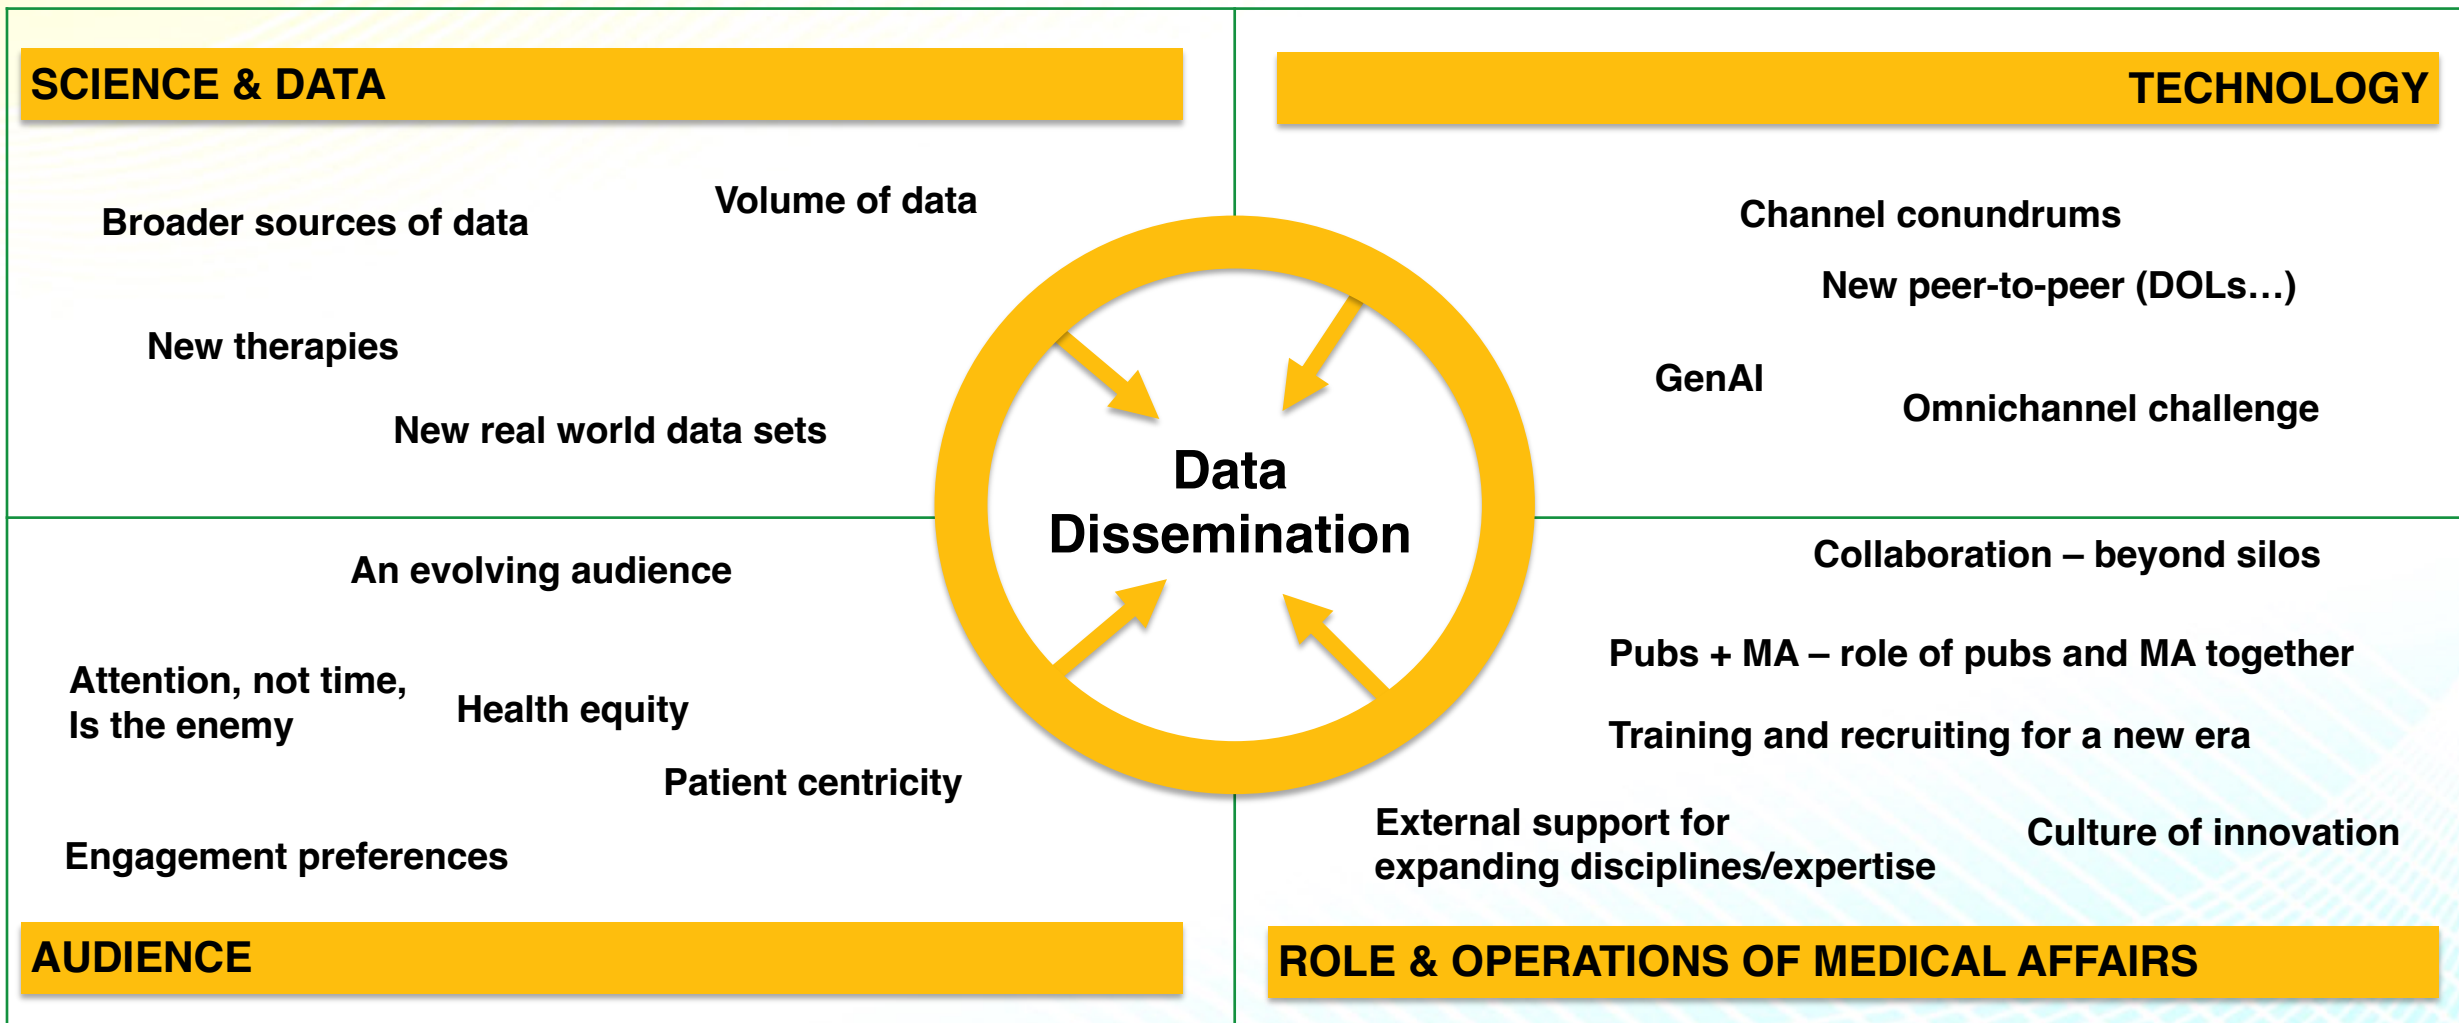 SCIENCE & DATA
Broader sources of data
Volume of data
New therapies
New real world data sets
TECHNOLOGY
Channel conundrums
New peer-to-peer (DOLs…)
GenAI
Omnichannel challenge
Data
Dissemination
An evolving audience
Attention, not time,
Is the enemy
Health equity
Patient centricity
Engagement preferences
AUDIENCE
Collaboration – beyond silos
Pubs + MA – role of pubs and MA together
Training and recruiting for a new era
External support for
expanding disciplines/expertise
Culture of innovation
ROLE & OPERATIONS OF MEDICAL AFFAIRS